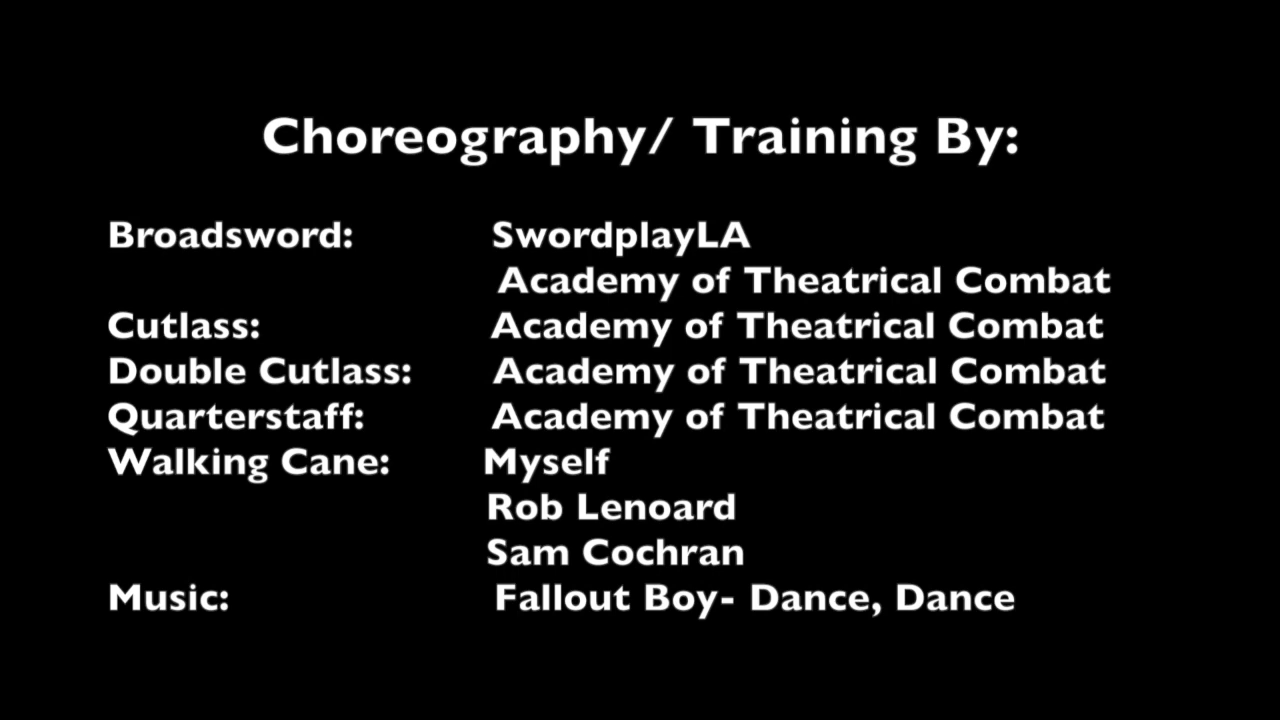 Choreography/ Training By:
Broadsword: SwordplayLA
Academy of Theatrical Combat
Cutlass: Academy of Theatrical Combat
Double Cutlass: Academy of Theatrical Combat
Quarterstaff: Academy of Theatrical Combat
Walking Cane: Myself
Rob Lenoard
Sam Cochran
Music: Fallout Boy- Dance, Dance